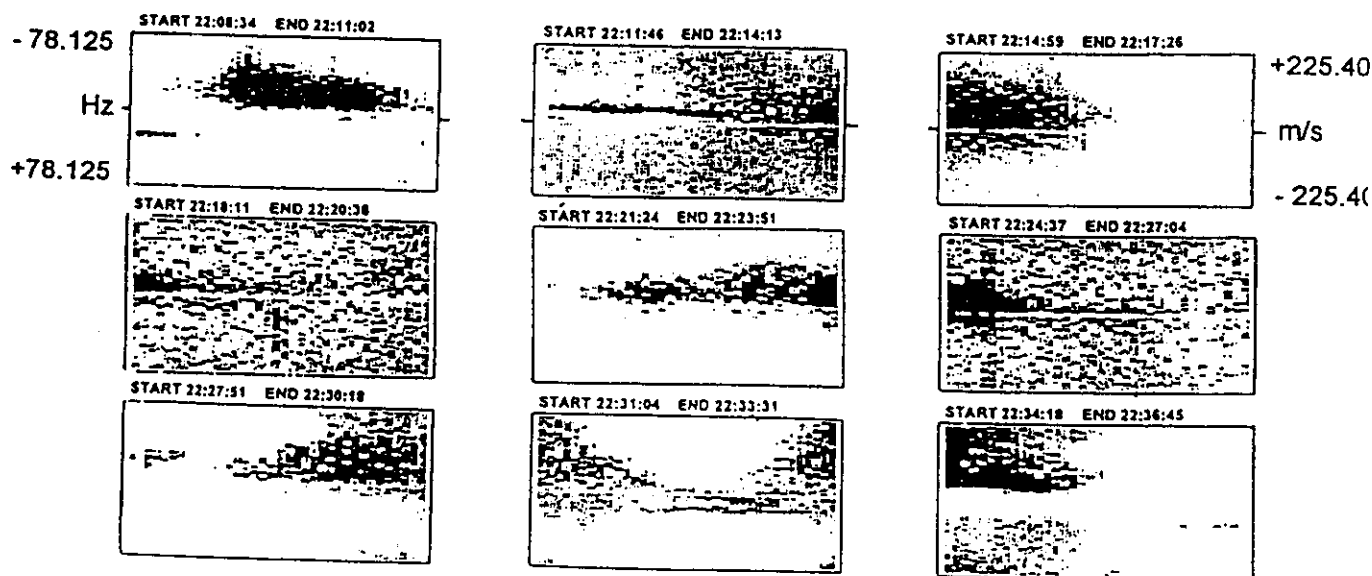 START 22:08:34 END 22:11:02
START 22:11:46 END 22:14:13
START 22:14:59 END 22:17:26
- 78.125
Hz
+78.125
+225.40
m/s
- 225.40
START 22:18:11 END 22:20:38
START 22:21:24 END 22:23:51
START 22:24:37 END 22:27:04
START 22:27:51 END 22:30:18
START 22:31:04 END 22:33:31
START 22:34:18 END 22:36:45